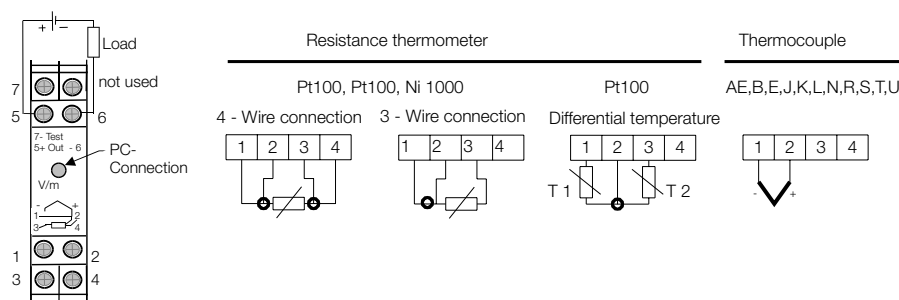 + –
Load
7 not used
5 6
7- Test
5+ Out - 6
PC-
Connection
V/m
- +
1 2
3 4
1 2
3 4
Resistance thermometer
Pt100, Pt100, Ni 1000
4 - Wire connection
1 2 3 4
3 - Wire connection
1 2 3 4
Pt100
Differential temperature
1 2 3 4
T 1 T 2
Thermocouple
AE,B,E,J,K,L,N,R,S,T,U
1 2 3 4
- +